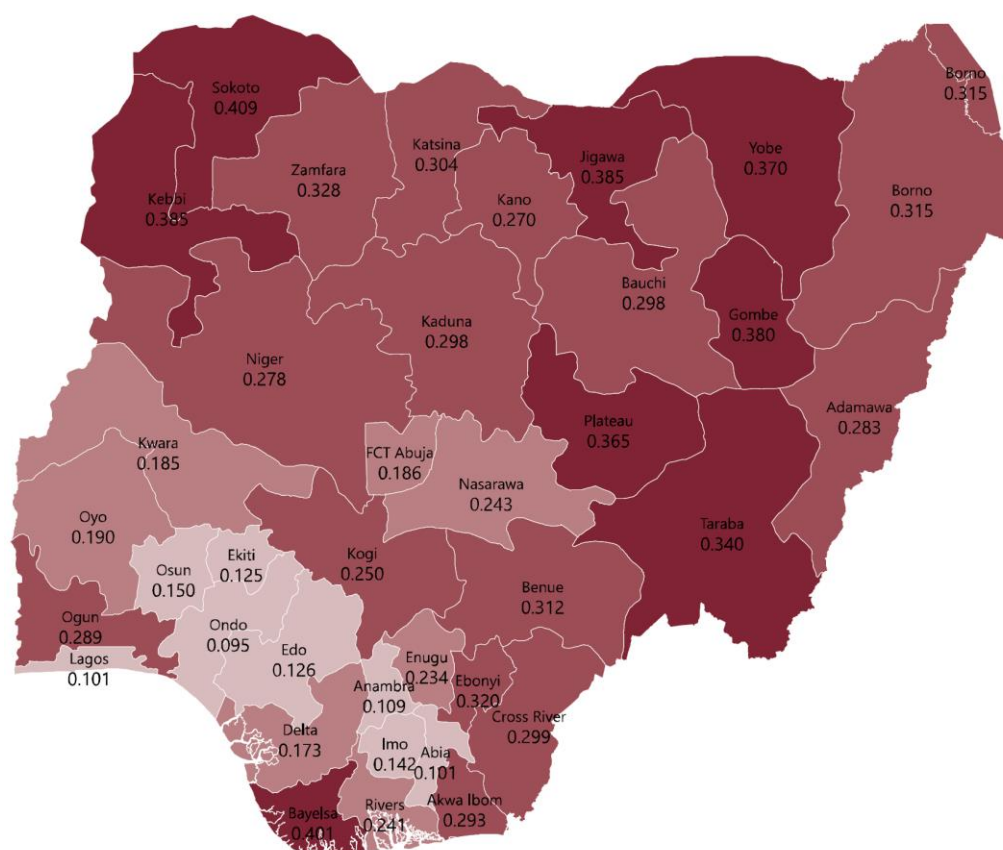 Borno
0.315
Sokoto
0.409
Katsina
0.304
Jigawa
0.385
Yobe
0.370
Zamfara
0.328
Borno
0.315
Kebbi
0.385
Kano
0.270
Bauchi
0.298
Kaduna
0.298
Gombe
0.380
Niger
0.278
Adamawa
0.283
Plateau
0.365
Kwara
0.185
FCT Abuja
0.186
Nasarawa
0.243
Oyo
0.190
Taraba
0.340
Kogi
0.250
Ekiti
0.125
Osun
0.150
Benue
0.312
Ogun
0.289
Ondo
0.095
Edo
0.126
Lagos
0.101
Enugu
0.234
Ebonyi
0.320
Anambra
0.109
Cross River
0.299
Delta
0.173
Imo
0.142
Abia
0.101
Bayelsa
0.401
Rivers
0.241
Akwa Ibom
0.293